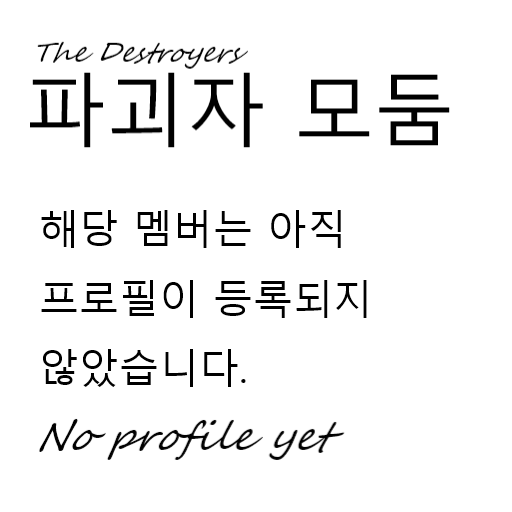 The Destroyers
파괴자 모둠
해당 멤버는 아직
프로필이 등록되지
않았습니다.
No profile yet